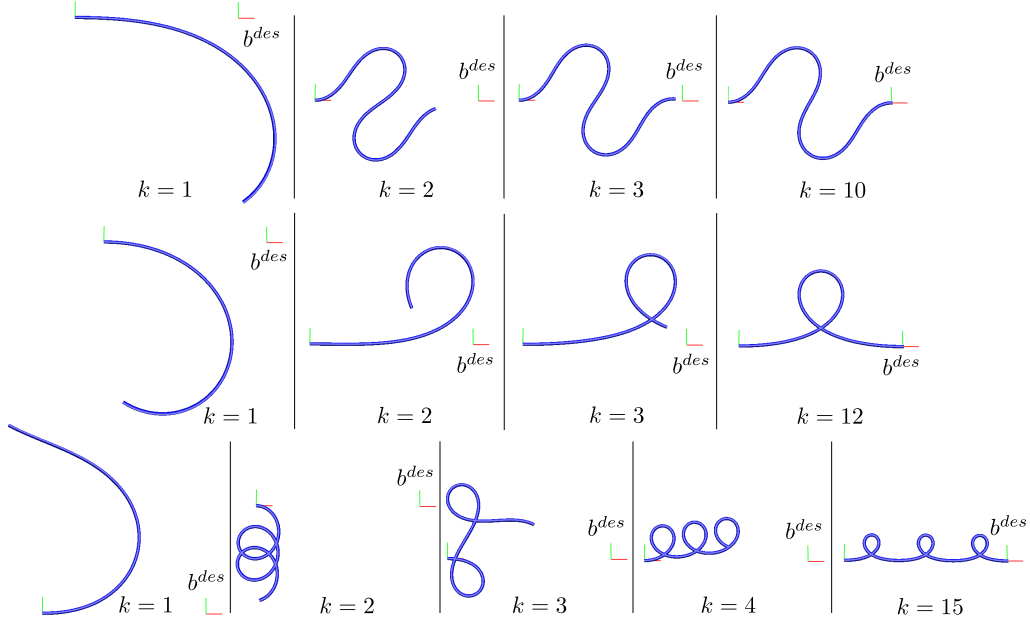 b^{des}
b^{des}
b^{des}
b^{des}
k = 1
k = 2
k = 3
k = 10
b^{des}
b^{des}
b^{des}
b^{des}
k = 1
k = 2
k = 3
k = 12
b^{des}
b^{des}
b^{des}
b^{des}
b^{des}
k = 1
k = 2
k = 3
k = 4
k = 15